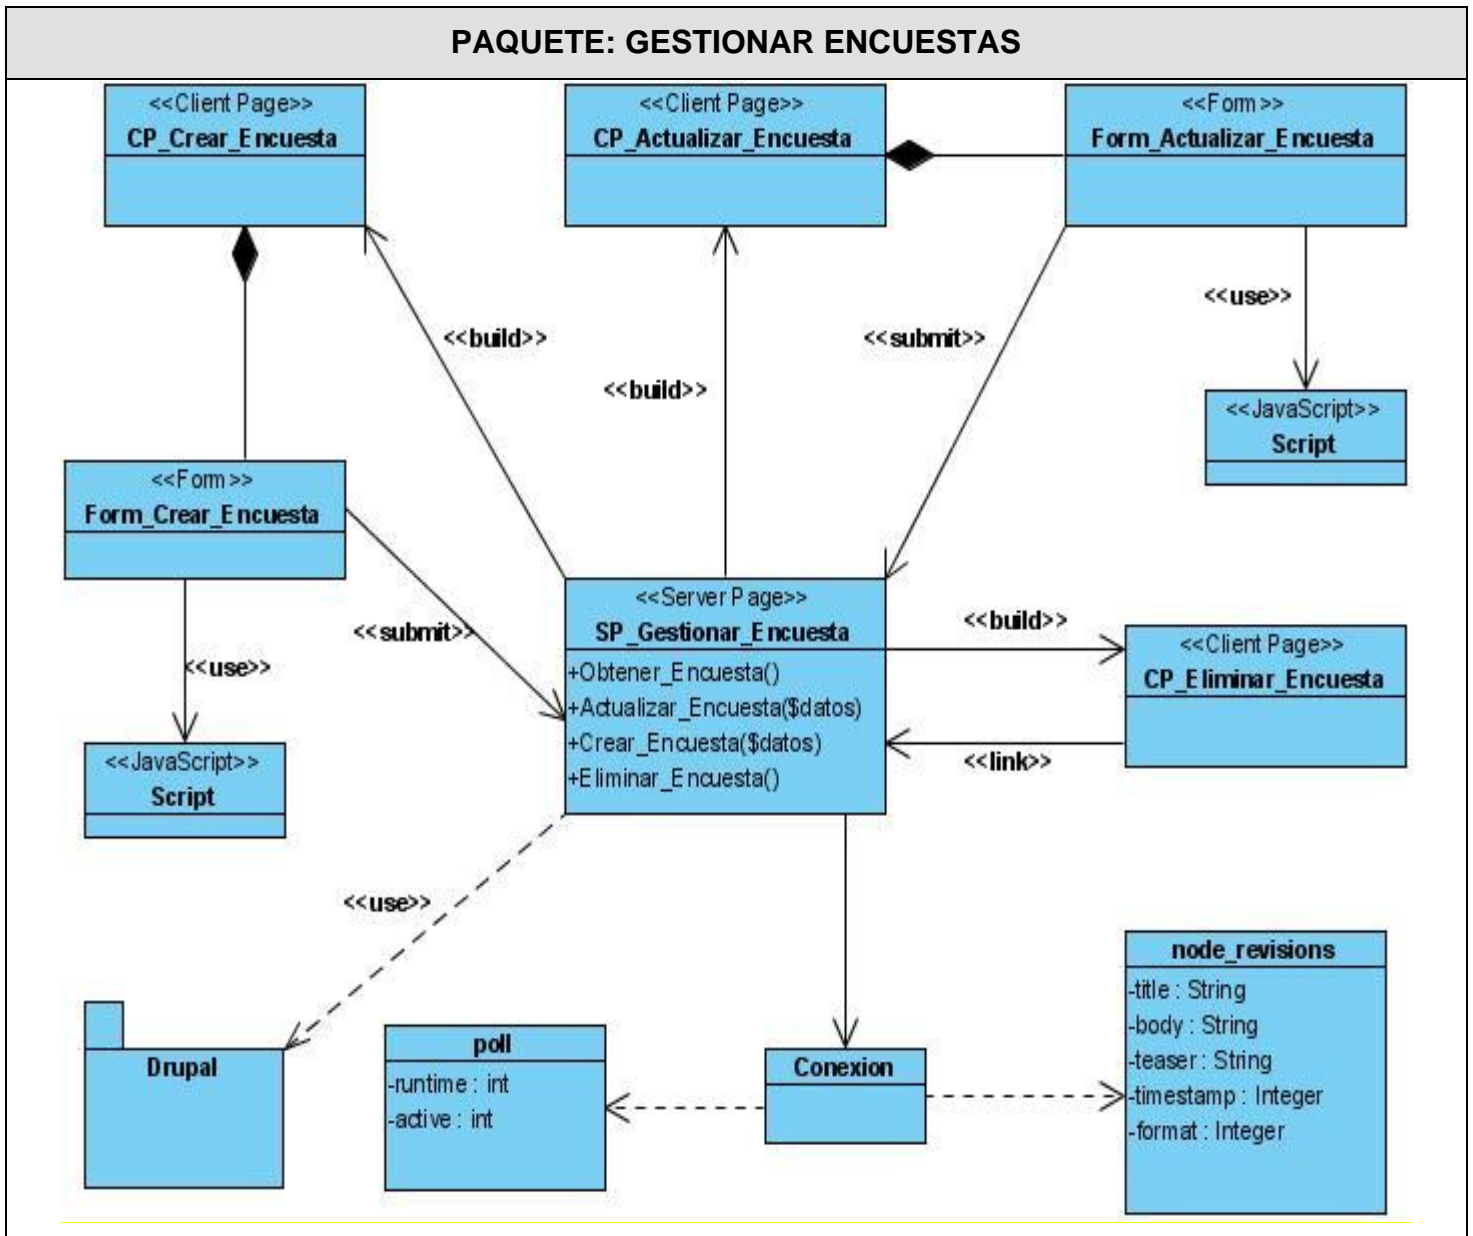 PAQUETE: GESTIONAR ENCUESTAS
<<Client Page>>
CP_Crear_Encuesta
<<Client Page>>
CP_Actualizar_Encuesta
<<Form>>
Form_Actualizar_Encuesta
<<use>>
<<build>>
<<submit>>
<<build>>
<<JavaScript>>
Script
<<Form>>
Form_Crear_Encuesta
<<submit>>
<<use>>
<<Server Page>>
SP_Gestionar_Encuesta
+Obtener_Encuesta()
+Actualizar_Encuesta($datos)
+Crear_Encuesta($datos)
+Eliminar_Encuesta()
<<build>>
<<Client Page>>
CP_Eliminar_Encuesta
<<link>>
<<JavaScript>>
Script
<<use>>
Drupal
poll
-runtime : int
-active : int
Conexion
node_revisions
-title : String
-body : String
-teaser : String
-timestamp : Integer
-format : Integer